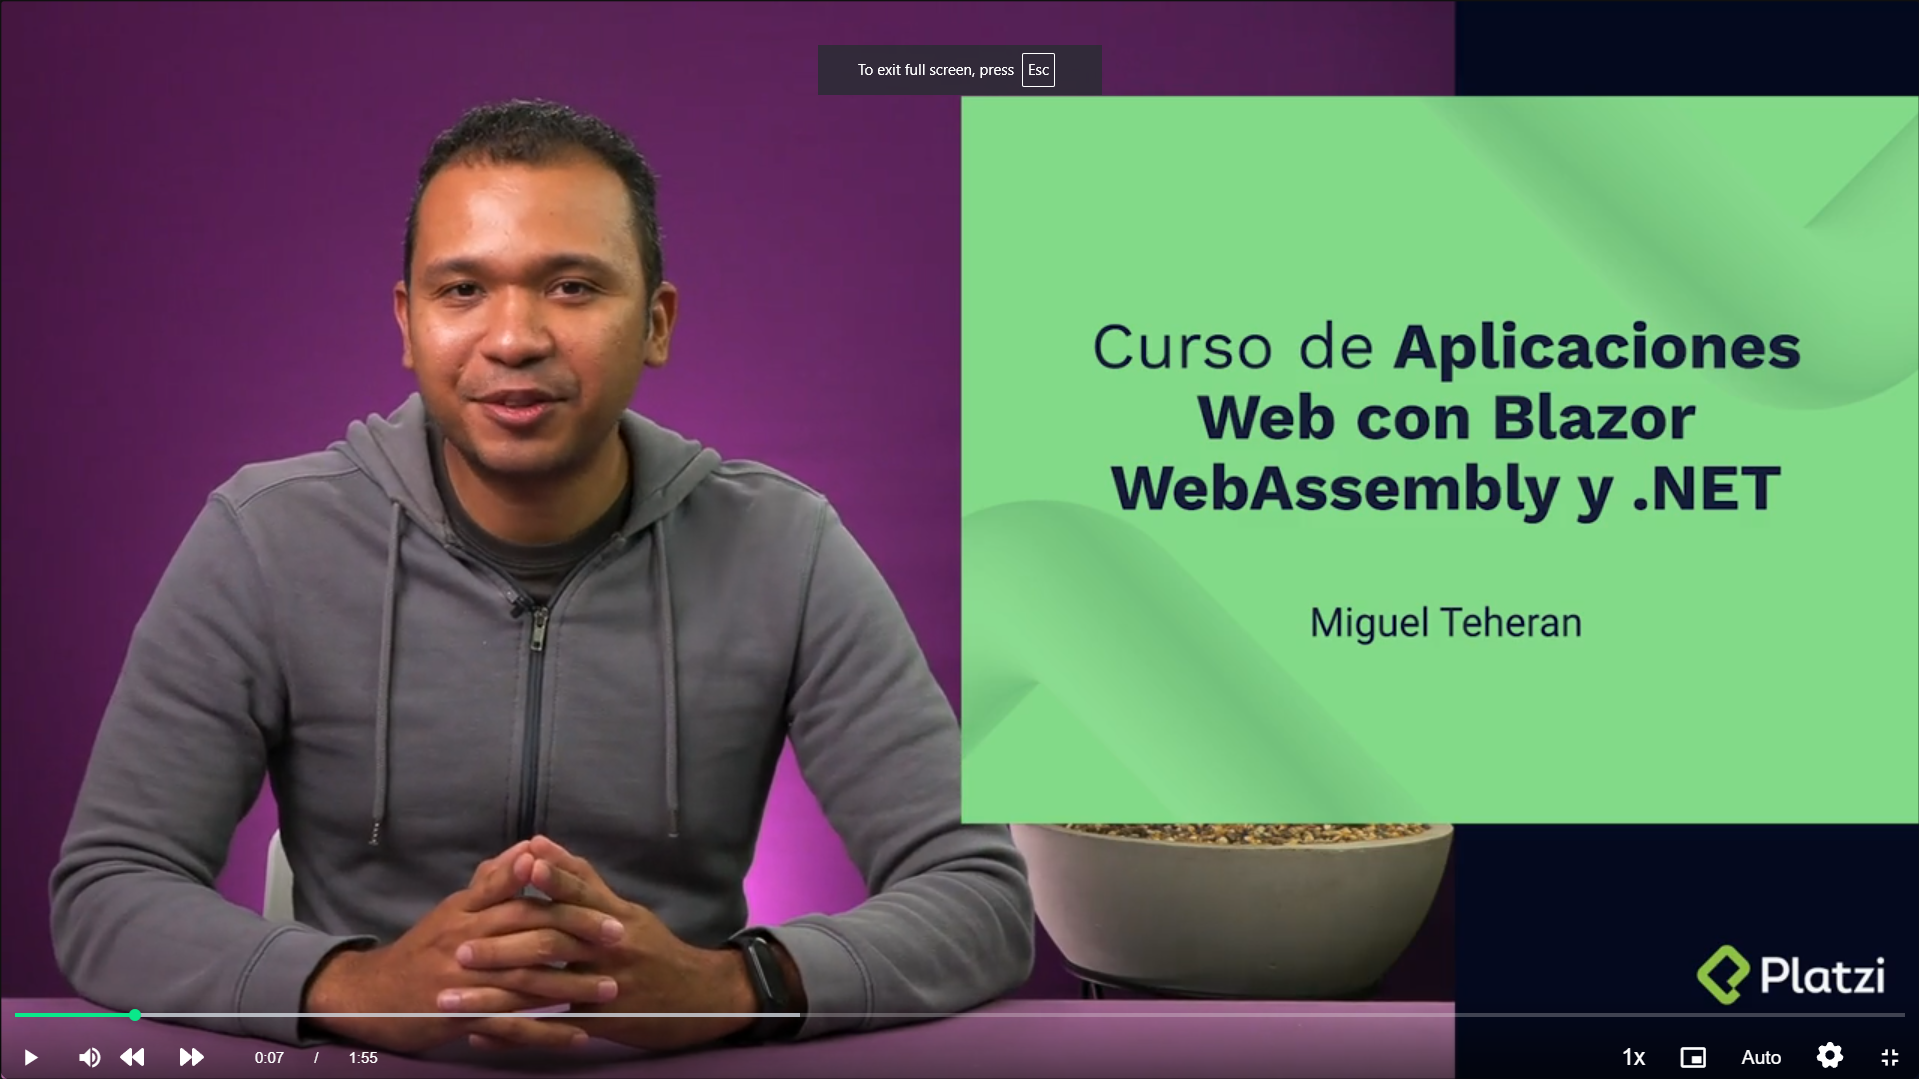 To exit full screen, press Esc
Curso de Aplicaciones
Web con Blazor
WebAssembly y .NET
Miguel Teheran
Platzi
0:07 / 1:55
1x
Auto